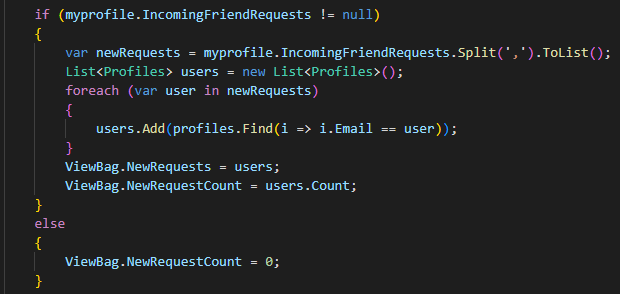 if (myprofile.IncomingFriendRequests != null)
{
var newRequests = myprofile.IncomingFriendRequests.Split(',').ToList();
List<Profiles> users = new List<Profiles>();
foreach (var user in newRequests)
{
users.Add(profiles.Find(i => i.Email == user));
}
ViewBag.NewRequests = users;
ViewBag.NewRequestCount = users.Count;
}
else
{
ViewBag.NewRequestCount = 0;
}